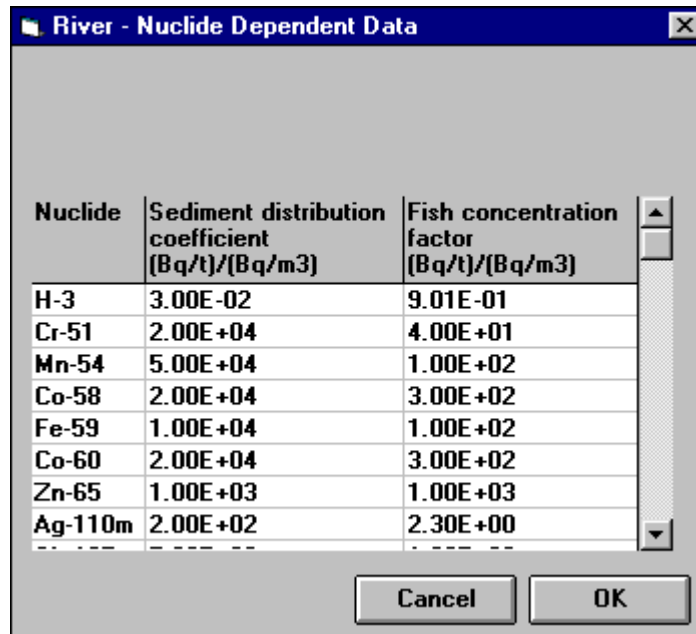 River - Nuclide Dependent Data
Nuclide Sediment distribution coefficient (Bq/t)/(Bq/m3) Fish concentration factor (Bq/t)/(Bq/m3)
H-3 3.00E-02 9.01E-01
Cr-51 2.00E+04 4.00E+01
Mn-54 5.00E+04 1.00E+02
Co-58 2.00E+04 3.00E+02
Fe-59 1.00E+04 1.00E+02
Co-60 2.00E+04 3.00E+02
Zn-65 1.00E+03 1.00E+03
Ag-110m 2.00E+02 2.30E+00
Cancel OK